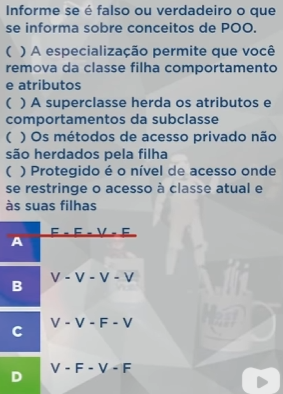 Informe se é falso ou verdadeiro o que
se informa sobre conceitos de POO.
( ) A especialização permite que você
remova da classe filha comportamento
e atributos
( ) A superclasse herda os atributos e
comportamentos da subclasse
( ) Os métodos de acesso privado não
são herdados pela filha
( ) Protegido é o nível de acesso onde
se restringe o acesso à classe atual e
às suas filhas
A F - F - V - F
B V - V - V - V
C V - V - F - V
D V - F - V - F